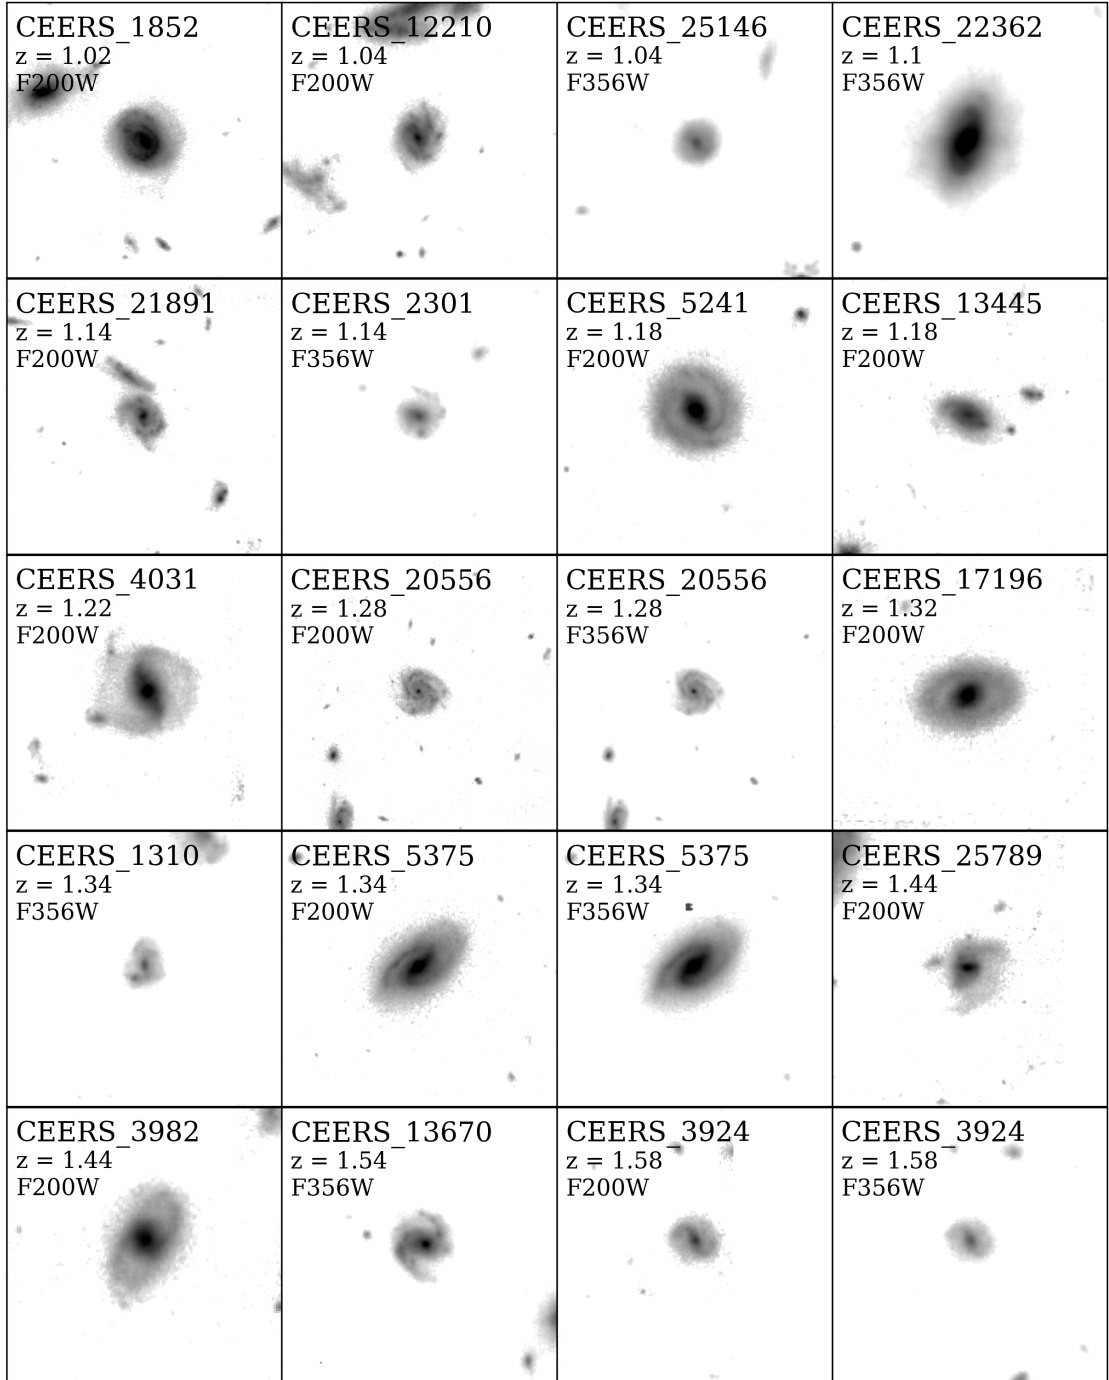 CEERS_1852
z = 1.02
F200W
CEERS_12210
z = 1.04
F200W
CEERS_25146
z = 1.04
F356W
CEERS_22362
z = 1.1
F356W
CEERS_21891
z = 1.14
F200W
CEERS_2301
z = 1.14
F356W
CEERS_5241
z = 1.18
F200W
CEERS_13445
z = 1.18
F200W
CEERS_4031
z = 1.22
F200W
CEERS_20556
z = 1.28
F200W
CEERS_20556
z = 1.28
F356W
CEERS_17196
z = 1.32
F200W
CEERS_1310
z = 1.34
F356W
CEERS_5375
z = 1.34
F200W
CEERS_5375
z = 1.34
F356W
CEERS_25789
z = 1.44
F200W
CEERS_3982
z = 1.44
F200W
CEERS_13670
z = 1.54
F356W
CEERS_3924
z = 1.58
F200W
CEERS_3924
z = 1.58
F356W